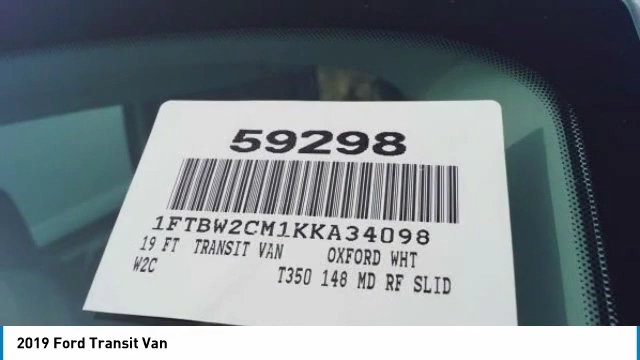 59298
1FTBW2CM1KKA34098
19 FT TRANSIT VAN OXFORD WHT
W2C T350 148 MD RF SLID
2019 Ford Transit Van